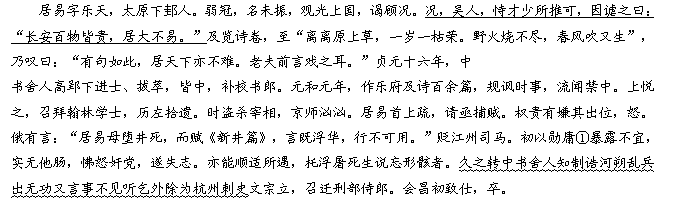 居易字乐天，太原下邽人。弱冠，名未振，观光上国，谒顾况。况，吴人，恃才少所推可，因谑之曰：
“长安百物皆贵，居大不易。”及览诗卷，至“离离原上草，一岁一枯荣。野火烧不尽，春风吹又生”，
乃叹曰：“有句如此，居天下亦不难。老夫前言戏之耳。”贞元十六年，中
书舍人高郢下进士、拔萃，皆中，补校书郎。元和元年，作乐府及诗百余篇，规讽时事，流闻禁中。上悦
之，召拜翰林学士，历左拾遗。时盗杀宰相，京师汹汹。居易首上疏，请亟捕贼。权贵有嫌其出位，怒。
俄有言：“居易母堕井死，而赋《新井篇》，言既浮华，行不可用。”贬江州司马。初以勋庸①暴露不宜，
实无他肠，怫怒奸党，遂失志。亦能顺适所遇，托浮屠死生说忘形骸者。久之转中书舍人知制诰河朔乱兵
出无功又言事不见听乞外除为杭州刺史文宗立，召迁刑部侍郎。会昌初致仕，卒。